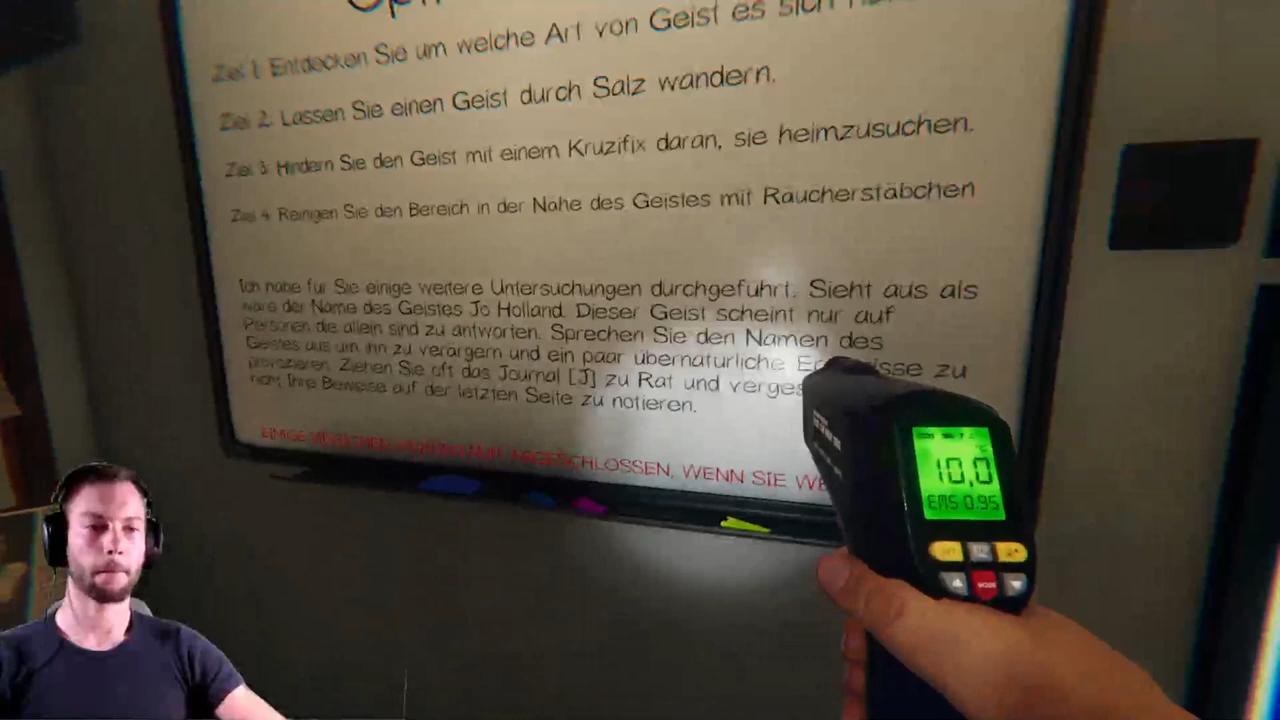 Ziel 1: Entdecken Sie um welche Art von Geist es sich
Ziel 2: Lassen Sie einen Geist durch Salz wandern.
Ziel 3: Hindern Sie den Geist mit einem Kruzifix daran, sie heimzusuchen.
Ziel 4: Reinigen Sie den Bereich in der Nähe des Geistes mit Räucherstäbchen
Ich habe für Sie einige weitere Untersuchungen durchgeführt. Sieht aus als
wäre der Name des Geistes Jo Holland. Dieser Geist scheint nur auf
Personen die allein sind zu antworten. Sprechen Sie den Namen des
Geistes aus um ihn zu verärgern und ein paar übernatürliche zu
provozieren. Ziehen Sie oft das Journal [J] zu Rat und
nicht Ihre Beweise auf der letzten Seite zu notieren.
EINIGE NUR ABGESCHLOSSEN, WENN SIE
10,0
EMS 0.95
MODE